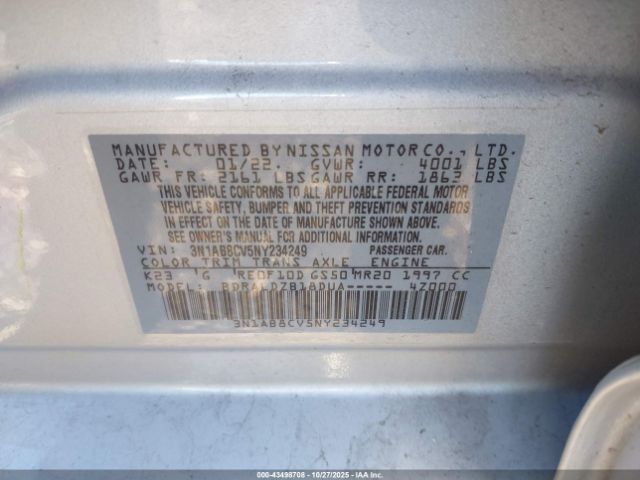 MANUFACTURED BY NISSAN MOTOR CO., LTD.
DATE: 01/22. GVWR: 4001 LBS
GAWR FR: 2161 LBS GAWR RR: 1863 LBS
THIS VEHICLE CONFORMS TO ALL APPLICABLE FEDERAL MOTOR
VEHICLE SAFETY, BUMPER AND THEFT PREVENTION STANDARDS
IN EFFECT ON THE DATE OF MANUFACTURE SHOWN ABOVE.
SEE OWNER'S MANUAL FOR ADDITIONAL INFORMATION.
VIN: 3N1AB8CV5NY234249 PASSENGER CAR.
COLOR TRIM TRANS AXLE ENGINE
K23 G RE0F10D GS50 MR20 1997 CC
MODEL: DZB18DUA----- 4Z000
3N1AB8CV5NY234249
000-43498708 - 10/27/2025 - © IAA, Inc.